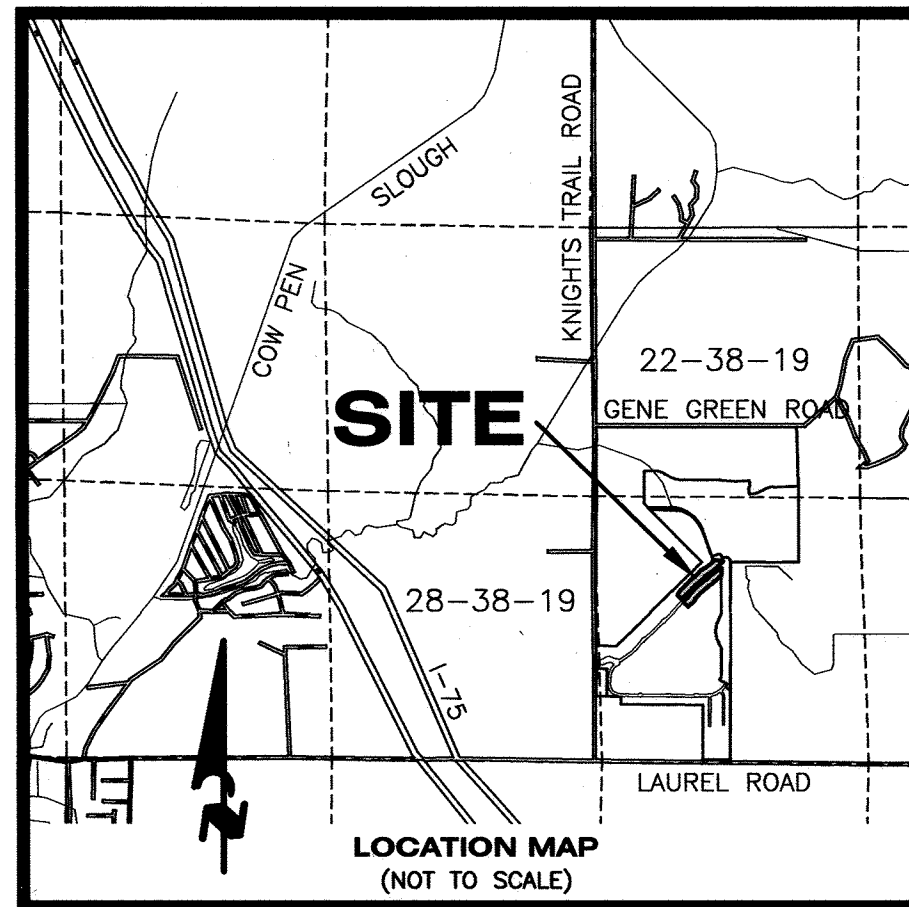 KNIGHTS TRAIL ROAD
SLOUGH
COW PEN
22-38-19
GENE GREEN ROAD
SITE
28-38-19
I-75
LAUREL ROAD
N
LOCATION MAP
(NOT TO SCALE)